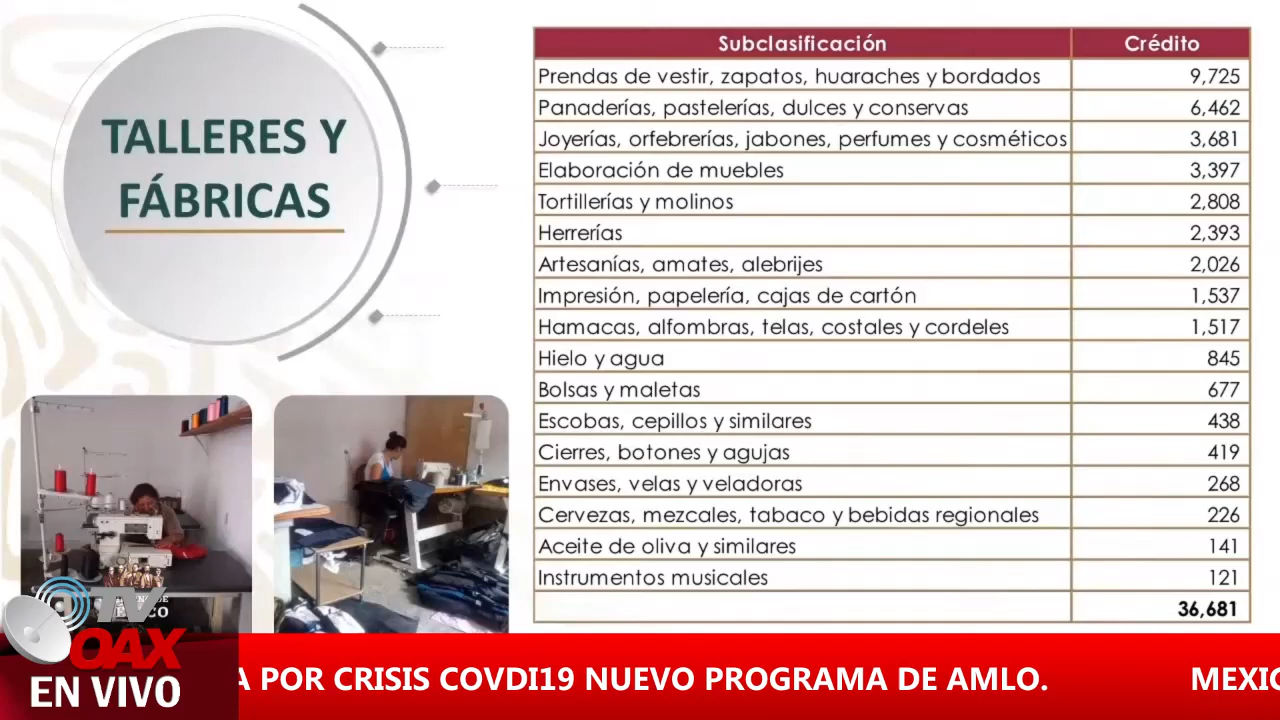 TALLERES Y
FÁBRICAS
Subclasificación Crédito
Prendas de vestir, zapatos, huaraches y bordados 9,725
Panaderías, pastelerías, dulces y conservas 6,462
Joyerías, orfebrerías, jabones, perfumes y cosméticos 3,681
Elaboración de muebles 3,397
Tortillerías y molinos 2,808
Herrerías 2,393
Artesanías, amates, alebrijes 2,026
Impresión, papelería, cajas de cartón 1,537
Hamacas, alfombras, telas, costales y cordeles 1,517
Hielo y agua 845
Bolsas y maletas 677
Escobas, cepillos y similares 438
Cierres, botones y agujas 419
Envases, velas y veladoras 268
Cervezas, mezcales, tabaco y bebidas regionales 226
Aceite de oliva y similares 141
Instrumentos musicales 121
36,681
TV
OAX
EN VIVO
A POR CRISIS COVDI19 NUEVO PROGRAMA DE AMLO. MEXIC